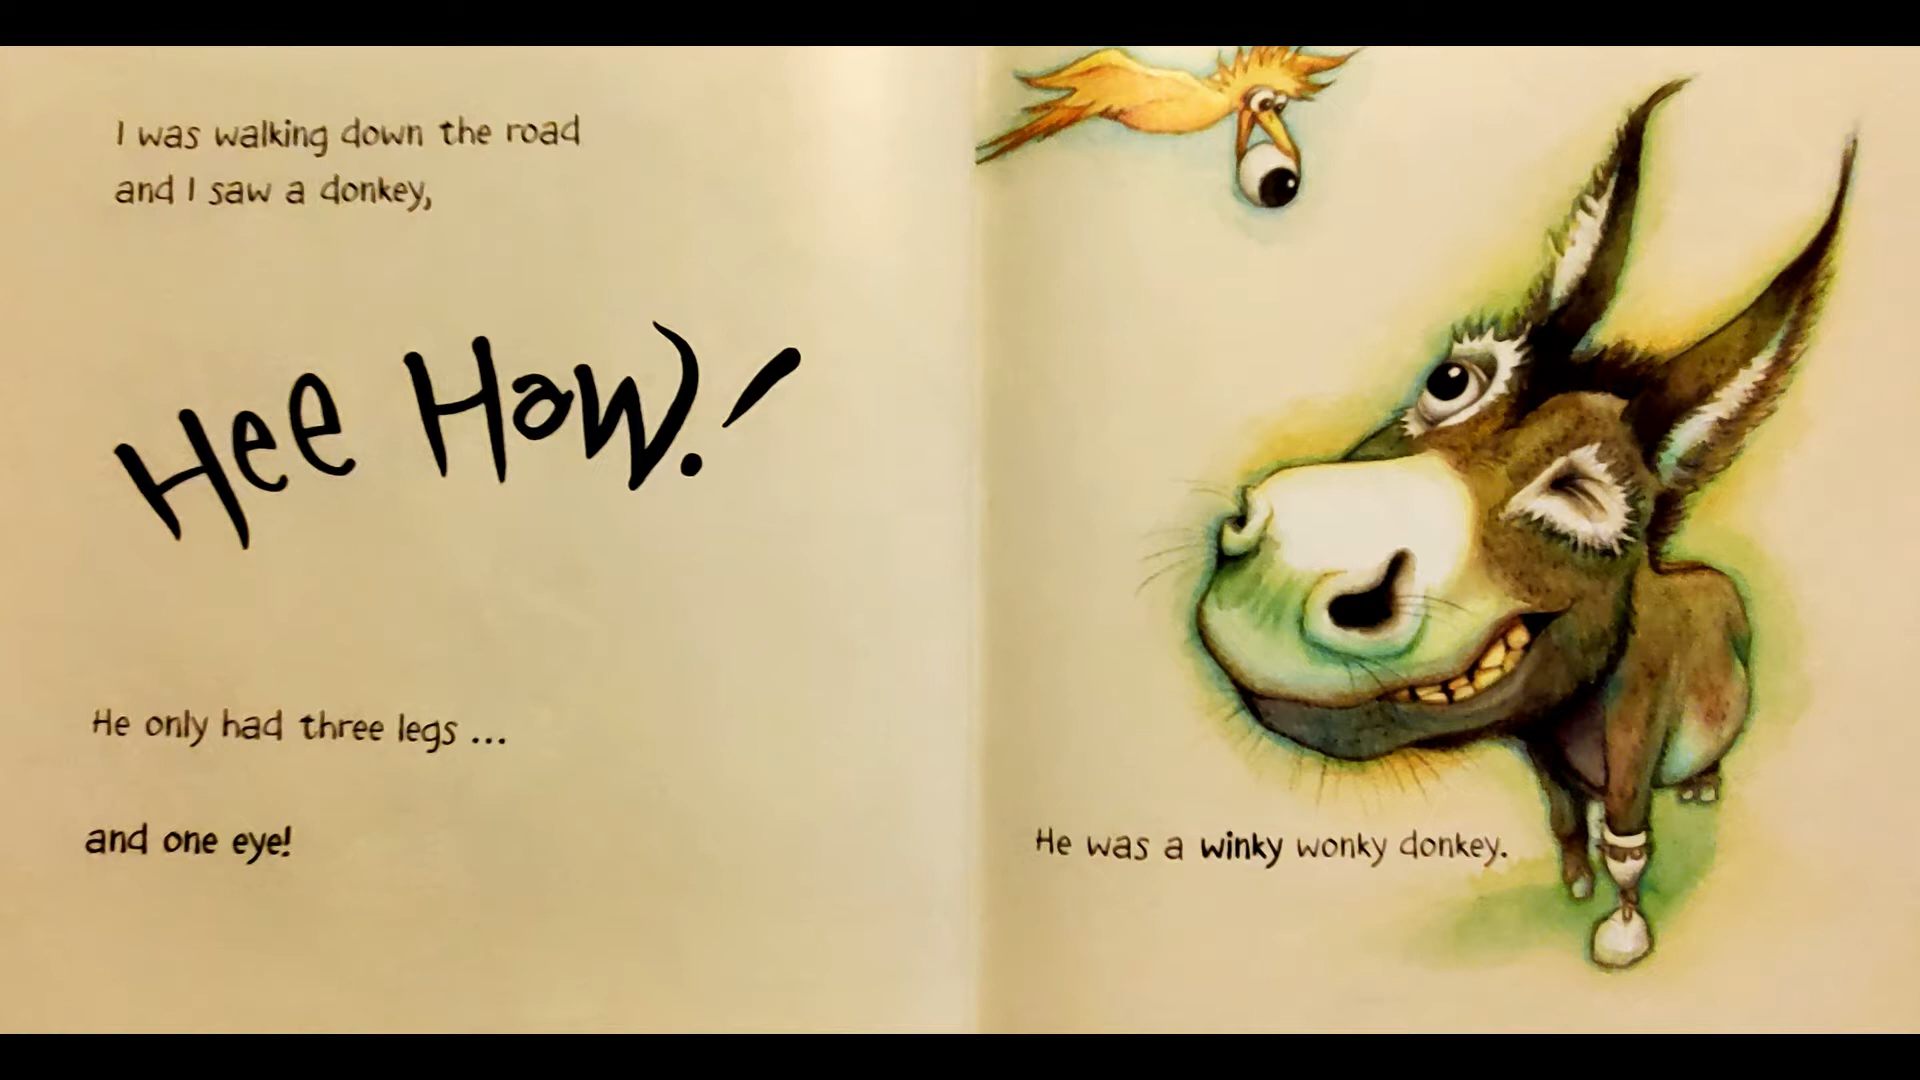 I was walking down the road
and I saw a donkey,
Hee Haw!
He only had three legs ...
and one eye!
He was a winky wonky donkey.